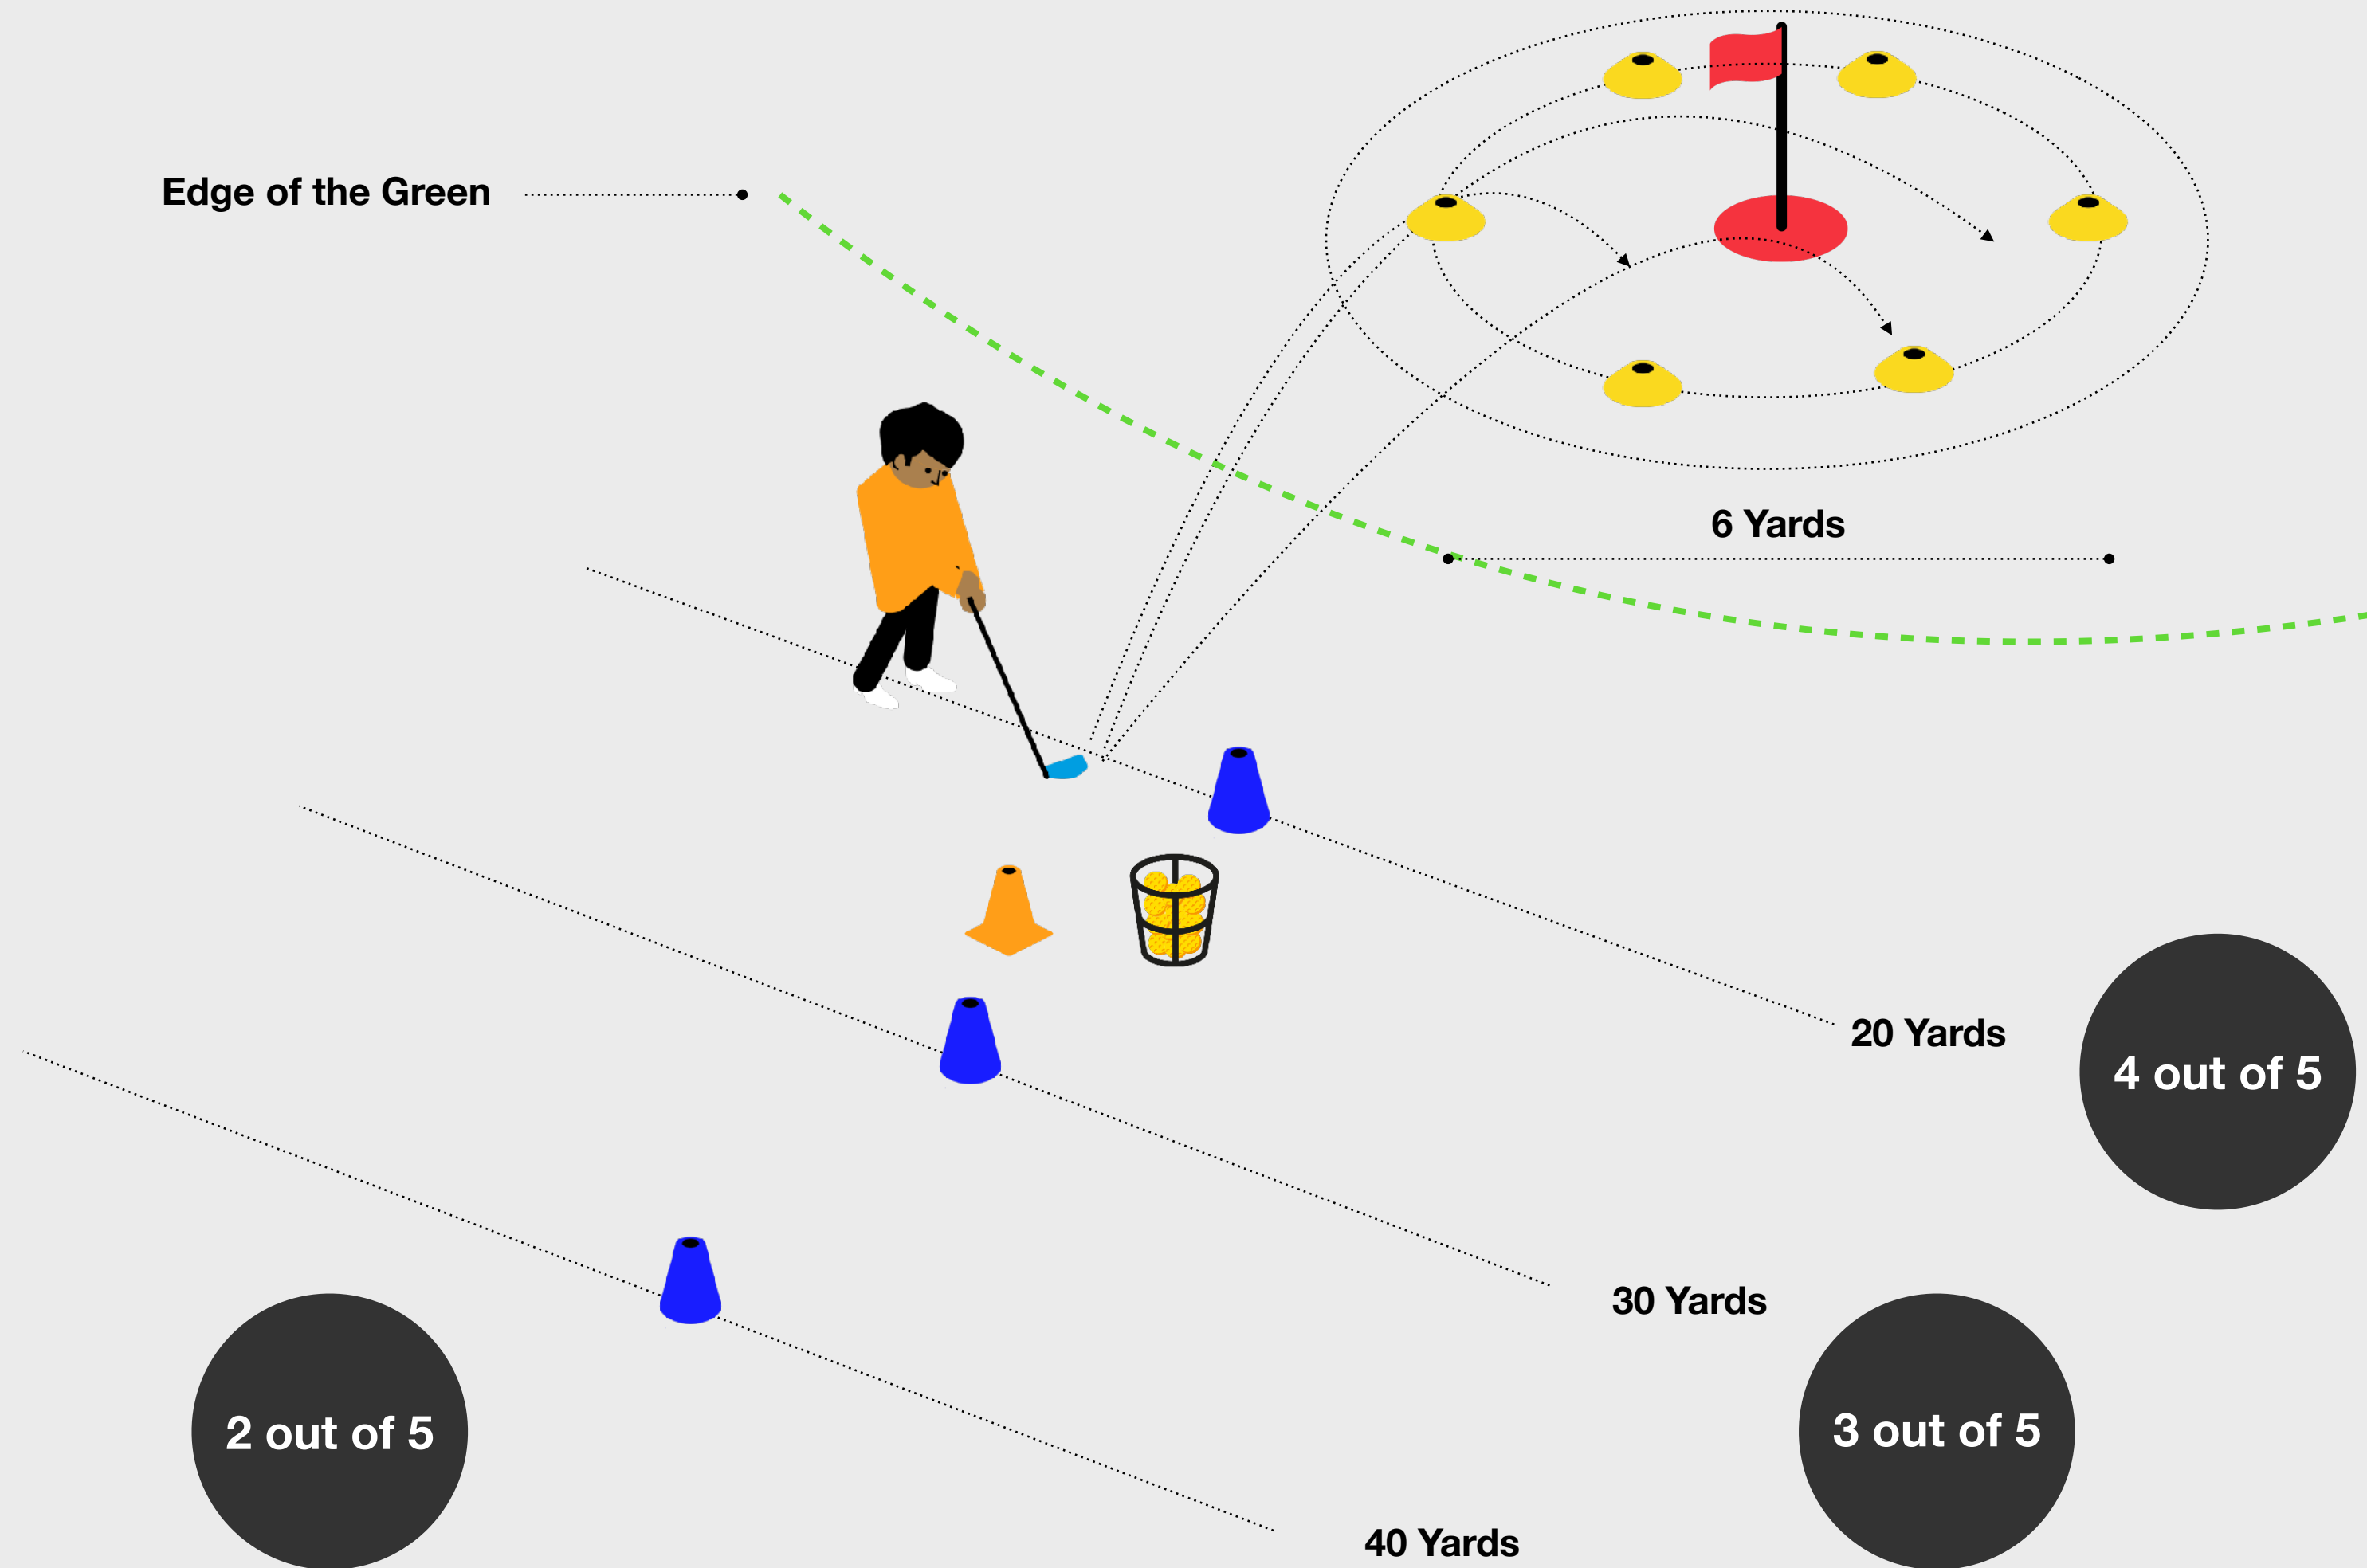 Edge of the Green
6 Yards
20 Yards
4 out of 5
30 Yards
3 out of 5
2 out of 5
40 Yards